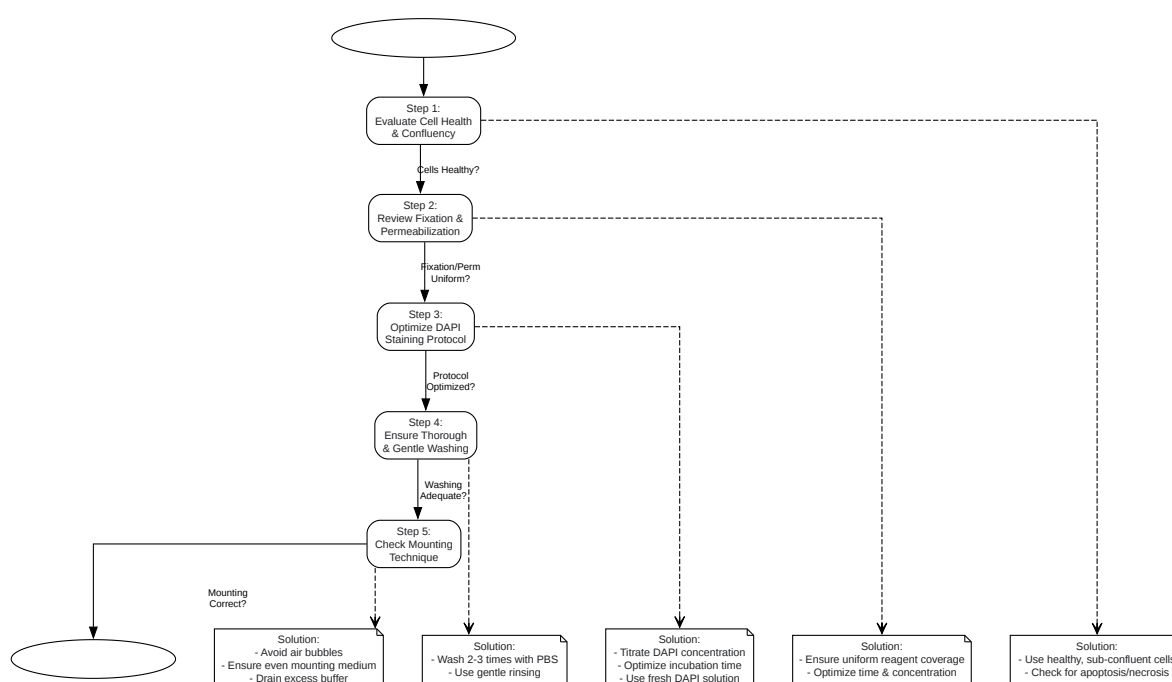 Step 1:
Evaluate Cell Health
& Confluency
Cells Healthy?
Step 2:
Review Fixation &
Permeabilization
Fixation/Perm
Uniform?
Step 3:
Optimize DAPI
Staining Protocol
Protocol
Optimized?
Step 4:
Ensure Thorough
& Gentle Washing
Washing
Adequate?
Step 5:
Check Mounting
Technique
Mounting
Correct?
Solution:
- Avoid air bubbles
- Ensure even mounting medium
- Drain excess buffer
Solution:
- Wash 2-3 times with PBS
- Use gentle rinsing
Solution:
- Titrate DAPI concentration
- Optimize incubation time
- Use fresh DAPI solution
Solution:
- Ensure uniform reagent coverage
- Optimize time & concentration
Solution:
- Use healthy, sub-confluent cells
- Check for apoptosis/necrosis